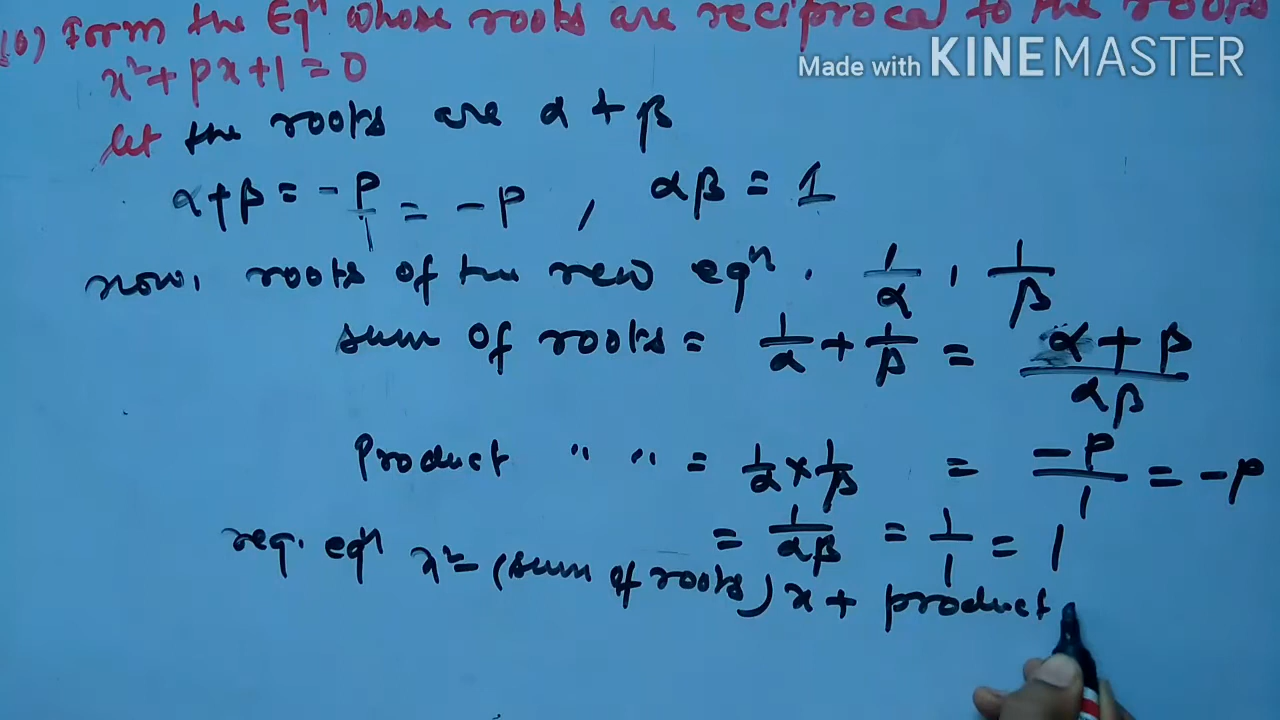 (6) Form the Eqⁿ whose roots are reciprocal to the roots
Made with KINEMASTER
x²+px+1=0
let the roots are α + β
α+β = -p/1 = -p , αβ = 1
now, roots of the new eqⁿ. 1/α , 1/β
sum of roots = 1/α + 1/β = α+β/αβ
Product " " = 1/α × 1/β = -p/1 = -p
= 1/αβ = 1/1 = 1
req. eqⁿ x²-(sum of roots)x + product